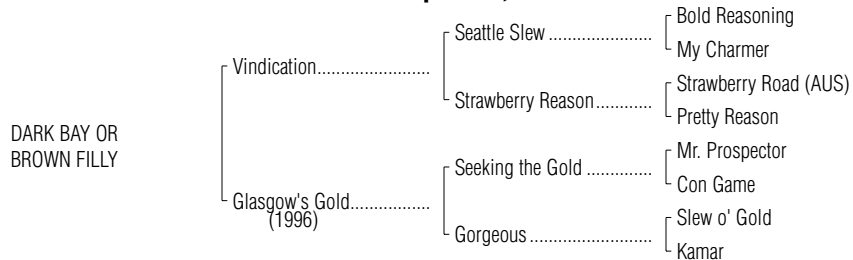 Bold Reasoning
Seattle Slew ......................
My Charmer
Vindication........................
Strawberry Road (AUS)
Strawberry Reason............
Pretty Reason
DARK BAY OR
BROWN FILLY
Mr. Prospector
Seeking the Gold ..............
Con Game
Glasgow's Gold.................
(1996)
Slew o' Gold
Gorgeous ..........................
Kamar